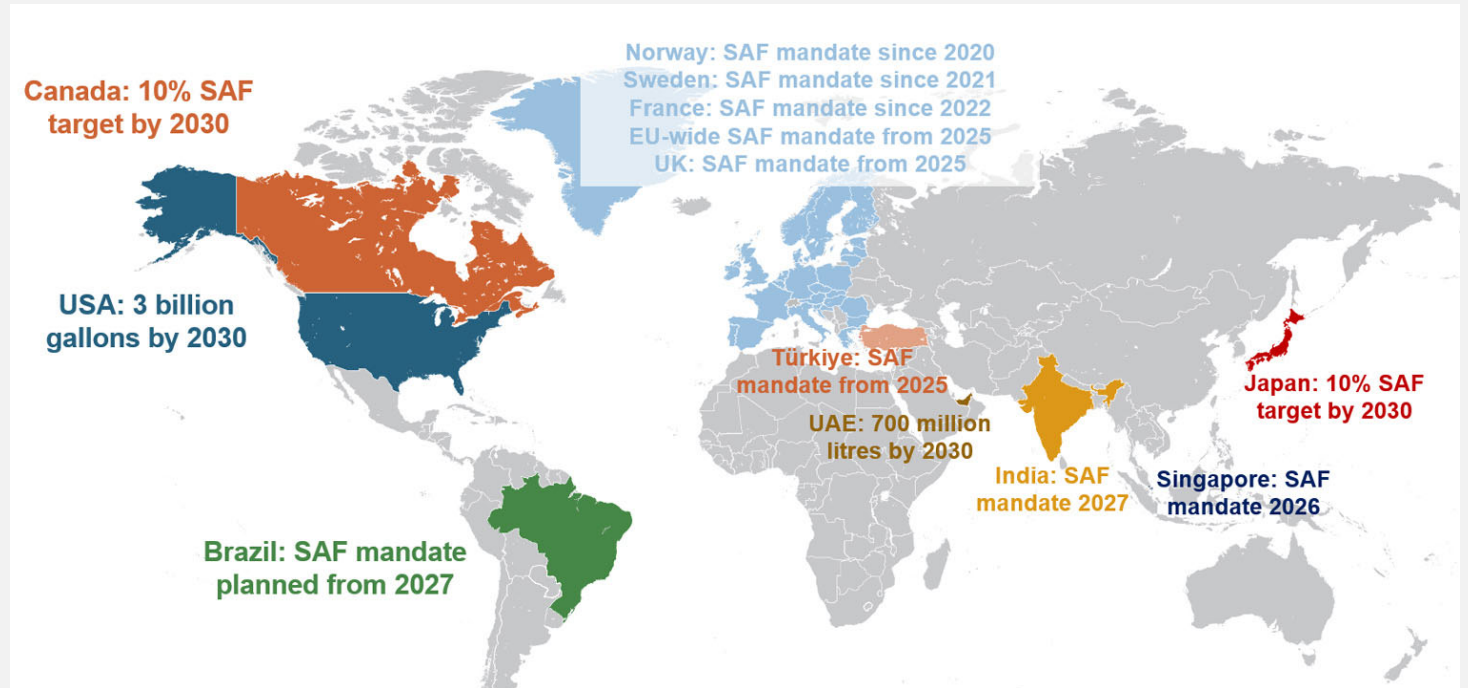 Norway: SAF mandate since 2020
Sweden: SAF mandate since 2021
France: SAF mandate since 2022
EU-wide SAF mandate from 2025
UK: SAF mandate from 2025
Canada: 10% SAF
target by 2030
USA: 3 billion
gallons by 2030
Türkiye: SAF
mandate from 2025
UAE: 700 million
litres by 2030
Japan: 10% SAF
target by 2030
India: SAF
mandate 2027
Singapore: SAF
mandate 2026
Brazil: SAF mandate
planned from 2027